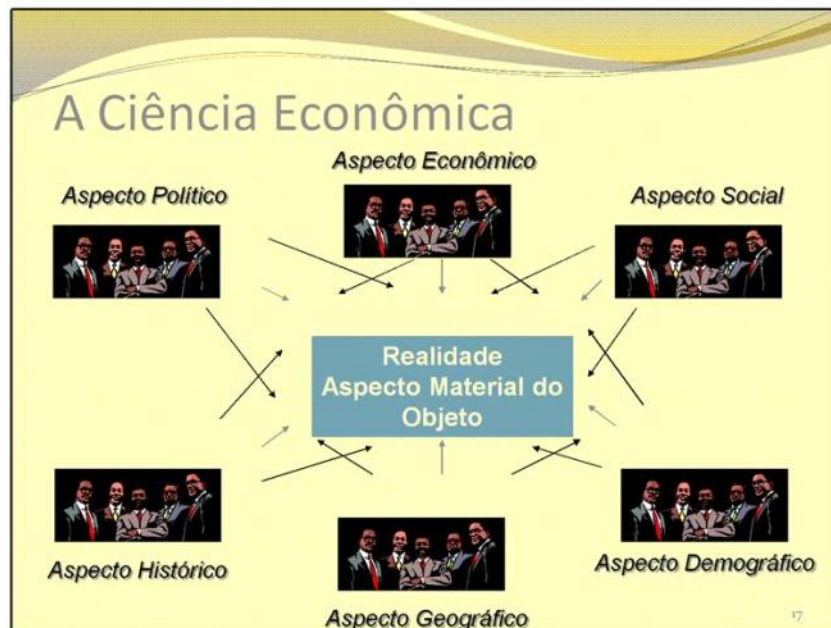 A Ciência Econômica
Aspecto Econômico
Aspecto Político
Aspecto Social
Realidade
Aspecto Material do
Objeto
Aspecto Histórico
Aspecto Geográfico
Aspecto Demográfico
17